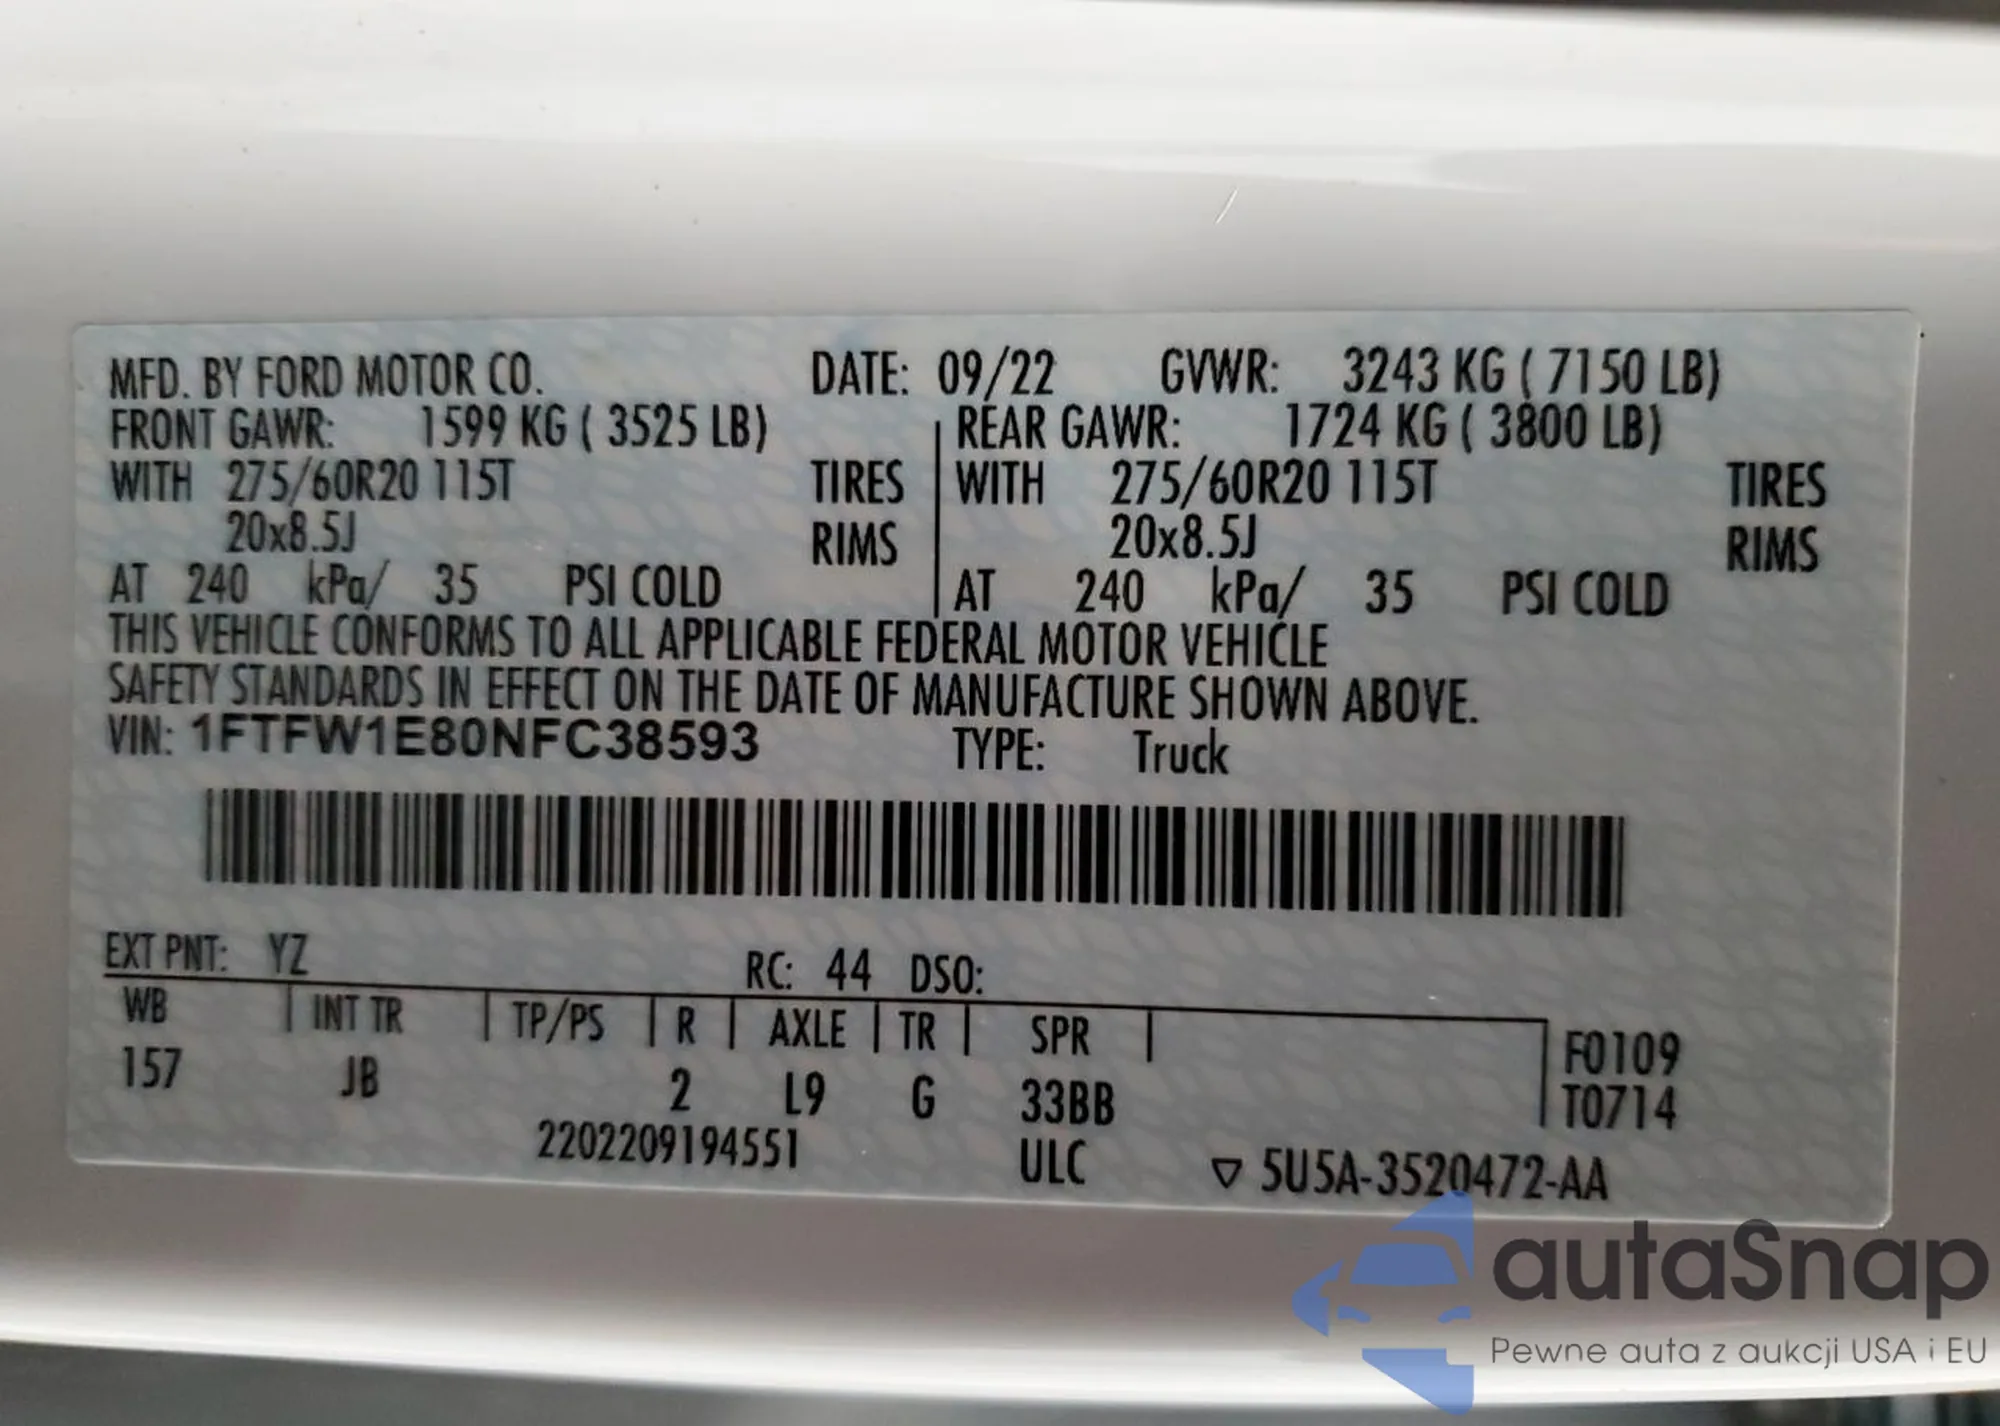 MFD. BY FORD MOTOR CO. DATE: 09/22 GVWR: 3243 KG ( 7150 LB)
FRONT GAWR: 1599 KG ( 3525 LB) REAR GAWR: 1724 KG ( 3800 LB)
WITH 275/60R20 115T TIRES WITH 275/60R20 115T TIRES
20x8.5J RIMS 20x8.5J RIMS
AT 240 kPa/ 35 PSI COLD AT 240 kPa/ 35 PSI COLD
THIS VEHICLE CONFORMS TO ALL APPLICABLE FEDERAL MOTOR VEHICLE
SAFETY STANDARDS IN EFFECT ON THE DATE OF MANUFACTURE SHOWN ABOVE.
VIN: 1FTFW1E80NFC38593 TYPE: Truck
EXT PNT: YZ RC: 44 DSO:
WB INT TR TP/PS R AXLE TR SPR F0109
157 JB 2 L9 G 33BB T0714
2202209194551 ULC ▽ 5U5A-3520472-AA
autaSnap
Pewne auta z aukcji USA i EU